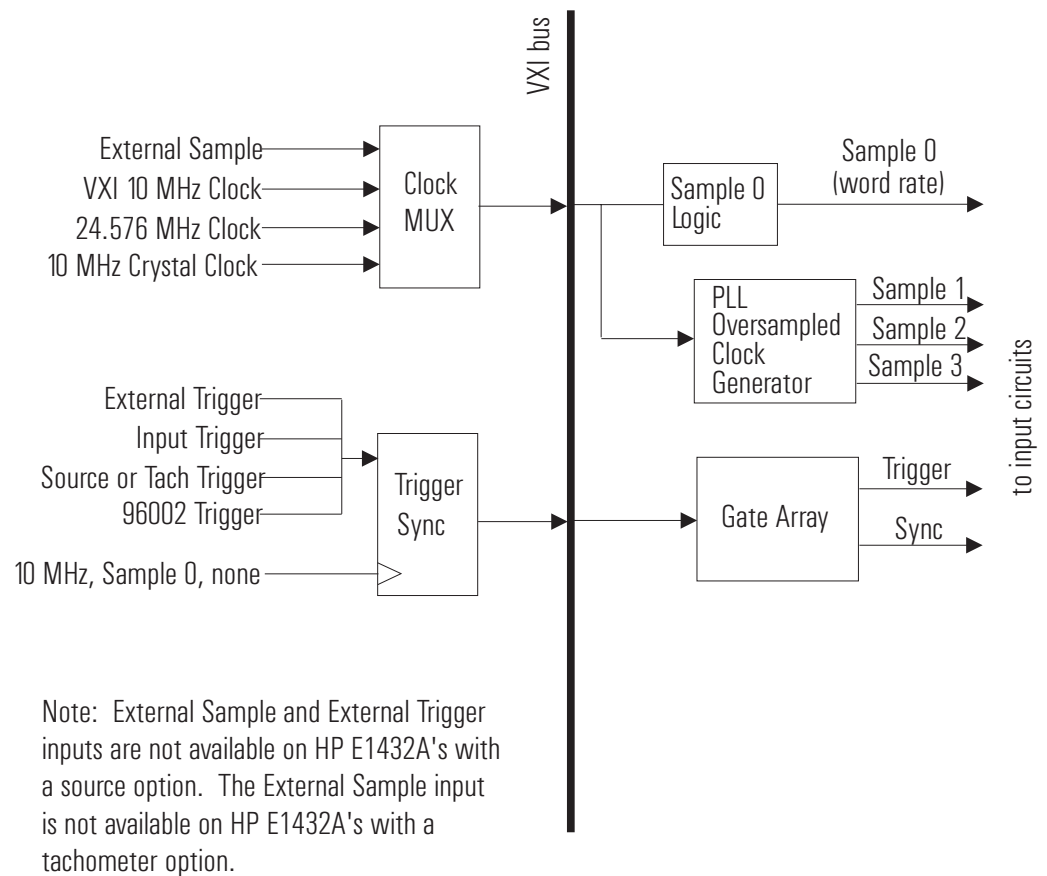 VXI bus
External Sample
VXI 10 MHz Clock
24.576 MHz Clock
10 MHz Crystal Clock
Clock
MUX
Sample 0
Logic
Sample 0
(word rate)
PLL
Oversampled
Clock
Generator
Sample 1
Sample 2
Sample 3
to input circuits
External Trigger
Input Trigger
Source or Tach Trigger
96002 Trigger
10 MHz, Sample 0, none
Trigger
Sync
Gate Array
Trigger
Sync
Note: External Sample and External Trigger
inputs are not available on HP E1432A's with
a source option. The External Sample input
is not available on HP E1432A's with a
tachometer option.